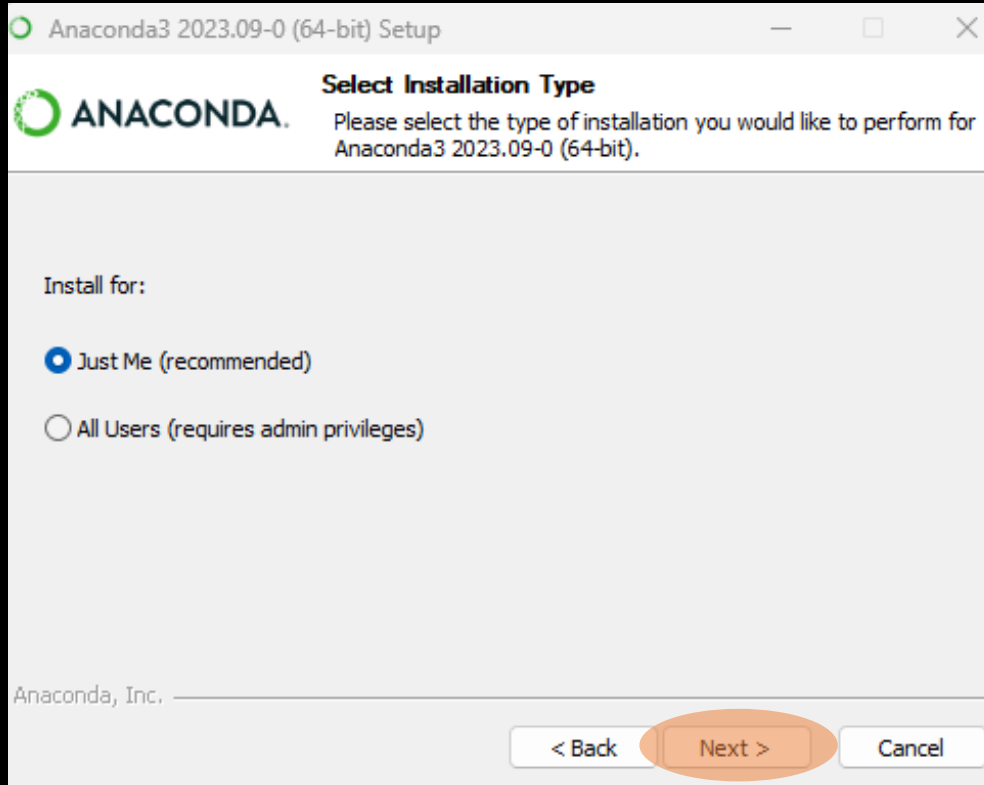 Anaconda3 2023.09-0 (64-bit) Setup
ANACONDA.
Select Installation Type
Please select the type of installation you would like to perform for
Anaconda3 2023.09-0 (64-bit).
Install for:
Just Me (recommended)
All Users (requires admin privileges)
Anaconda, Inc.
< Back Next > Cancel